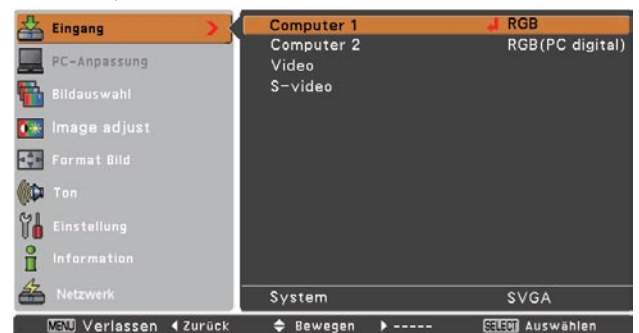 Eingang
PC-Anpassung
Bildauswahl
Image adjust
Format Bild
Ton
Einstellung
Information
Netzwerk
Computer 1 RGB
Computer 2 RGB(PC digital)
Video
S-video
System SVGA
MENU Verlassen Zurück Bewegen ----- SELECT Auswählen